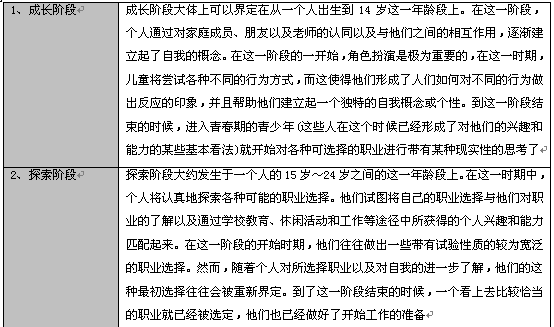 1、成长阶段
成长阶段大体上可以界定在从一个人出生到 14 岁这一年龄段上。在这一阶段，
个人通过对家庭成员、朋友以及老师的认同以及与他们之间的相互作用，逐渐建
立起了自我的概念。在这一阶段的一开始，角色扮演是极为重要的，在这一时期，
儿童将尝试各种不同的行为方式，而这使得他们形成了人们如何对不同的行为做
出反应的印象，并且帮助他们建立起一个独特的自我概念或个性。到这一阶段结
束的时候，进入青春期的青少年(这些人在这个时候已经形成了对他们的兴趣和
能力的某些基本看法)就开始对各种可选择的职业进行带有某种现实性的思考了
2、探索阶段
探索阶段大约发生于一个人的 15 岁～24 岁之间的这一年龄段上。在这一时期中，
个人将认真地探索各种可能的职业选择。他们试图将自己的职业选择与他们对职
业的了解以及通过学校教育、休闲活动和工作等途径中所获得的个人兴趣和能力
匹配起来。在这一阶段的开始时期，他们往往做出一些带有试验性质的较为宽泛
的职业选择。然而，随着个人对所选择职业以及对自我的进一步了解，他们的这
种最初选择往往会被重新界定。到了这一阶段结束的时候，一个看上去比较恰当
的职业就已经被选定，他们也已经做好了开始工作的准备